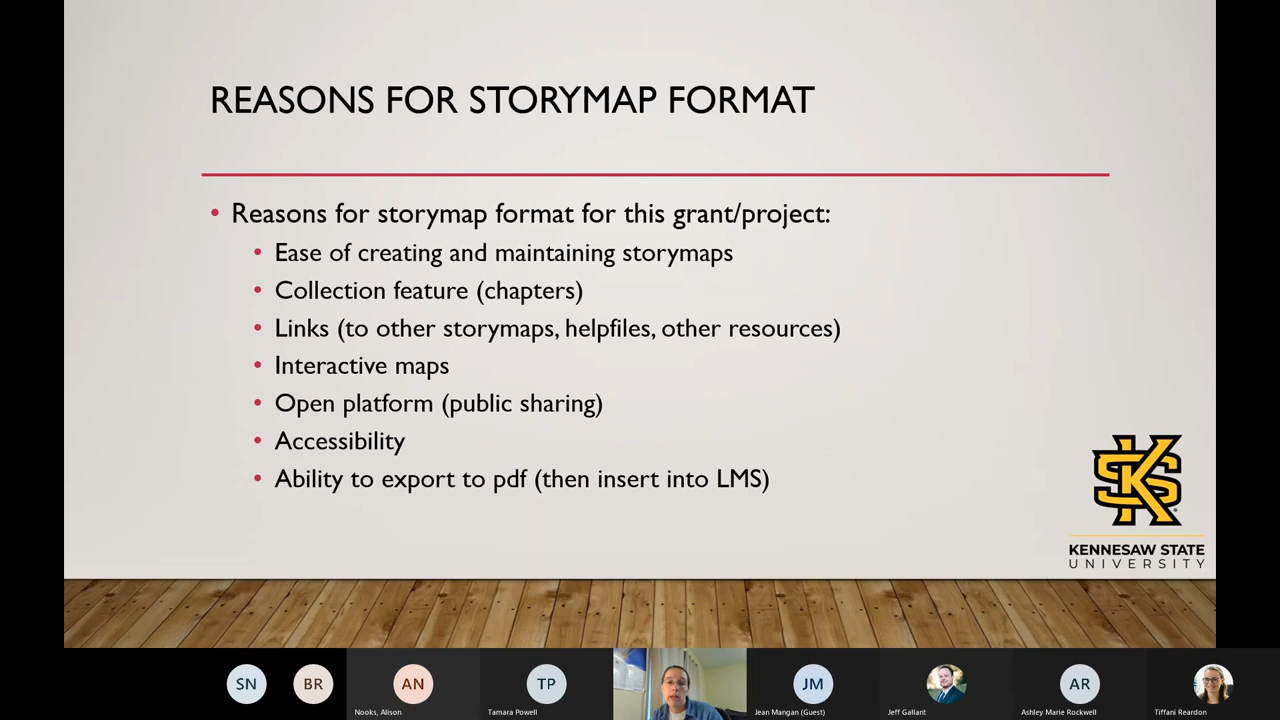 REASONS FOR STORYMAP FORMAT
• Reasons for storymap format for this grant/project:
• Ease of creating and maintaining storymaps
• Collection feature (chapters)
• Links (to other storymaps, helpfiles, other resources)
• Interactive maps
• Open platform (public sharing)
• Accessibility
• Ability to export to pdf (then insert into LMS)
KS
KENNESAW STATE
UNIVERSITY
SN
BR
AN
Nooks, Alison
TP
Tamara Powell
JM
Jean Mangan (Guest)
Jeff Gallant
AR
Ashley Marie Rockwell
Tiffani Reardon